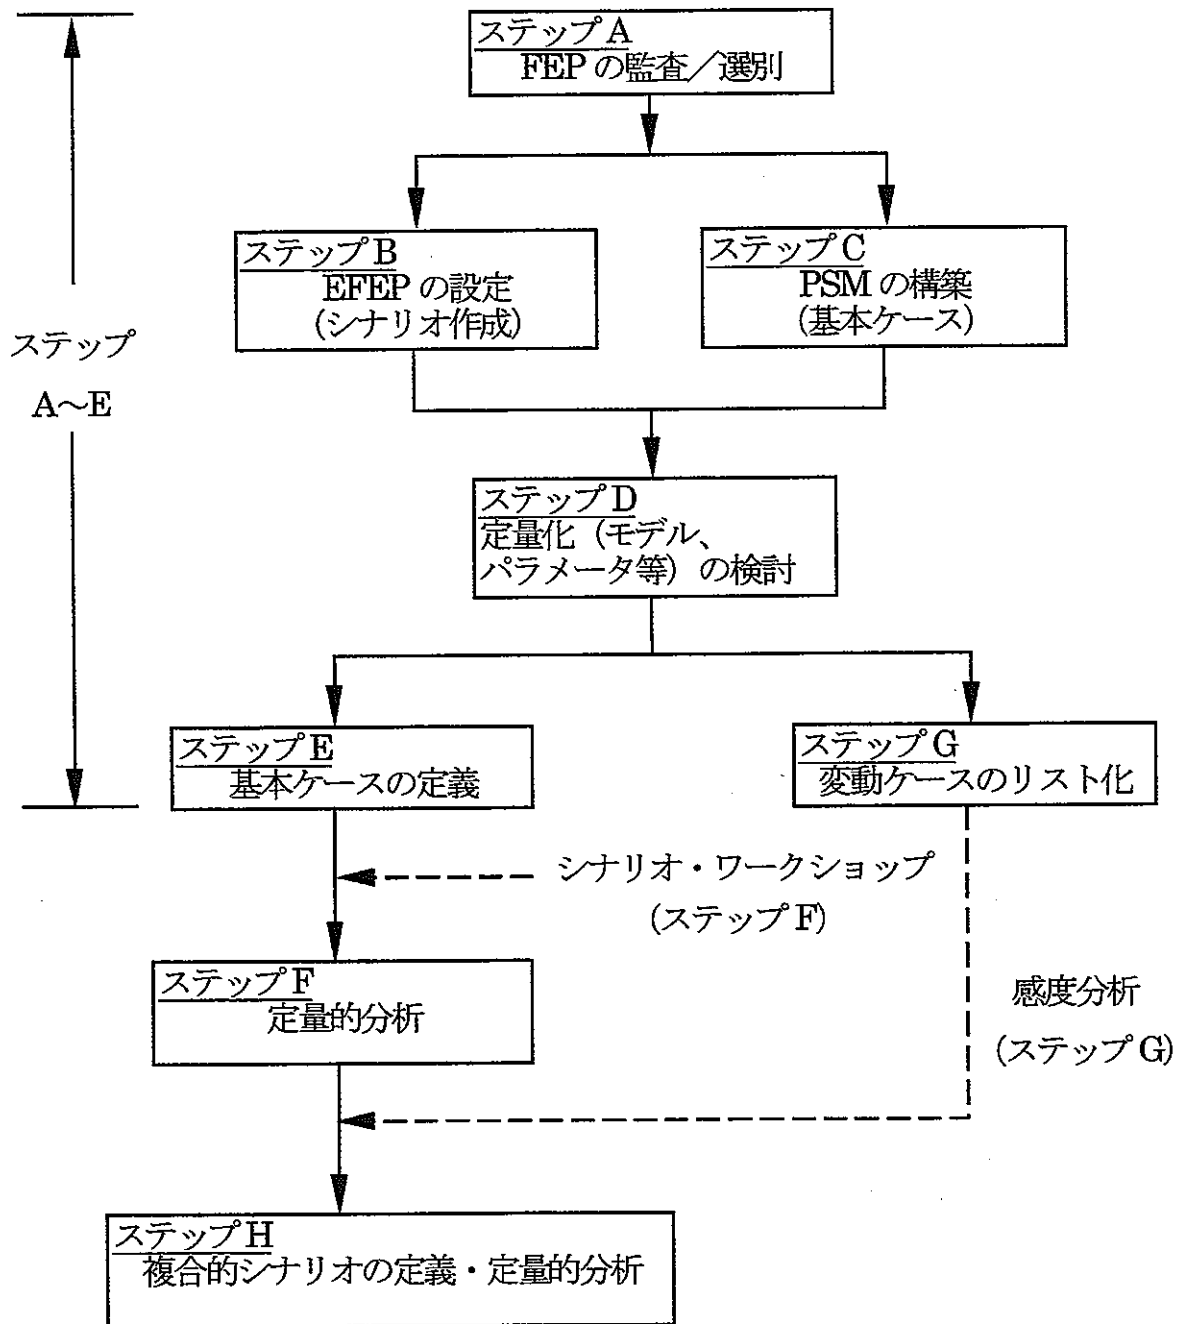 ステップA
FEPの監査／選別
ステップB
EFEPの設定
(シナリオ作成)
ステップC
PSMの構築
(基本ケース)
ステップ
A～E
ステップD
定量化（モデル、
パラメータ等）の検討
ステップE
基本ケースの定義
ステップG
変動ケースのリスト化
シナリオ・ワークショップ
(ステップF)
ステップF
定量的分析
感度分析
(ステップG)
ステップH
複合的シナリオの定義・定量的分析